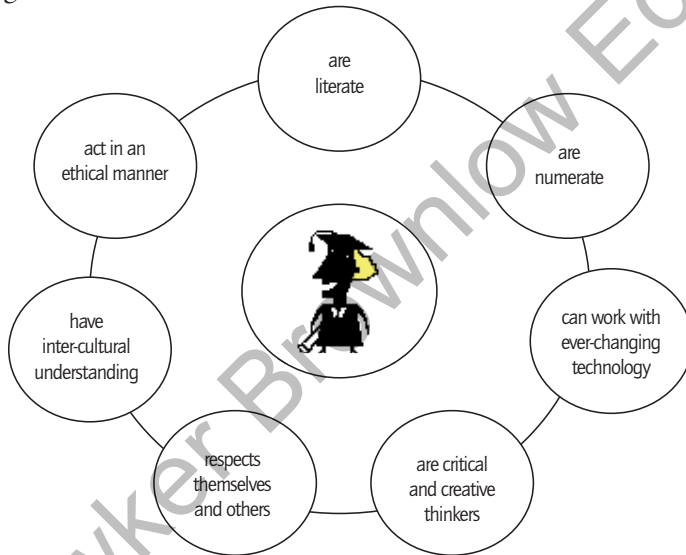 are
literate
are
numerate
can work with
ever-changing
technology
are critical
and creative
thinkers
respects
themselves
and others
have
inter-cultural
understanding
act in an
ethical manner
Brownlow